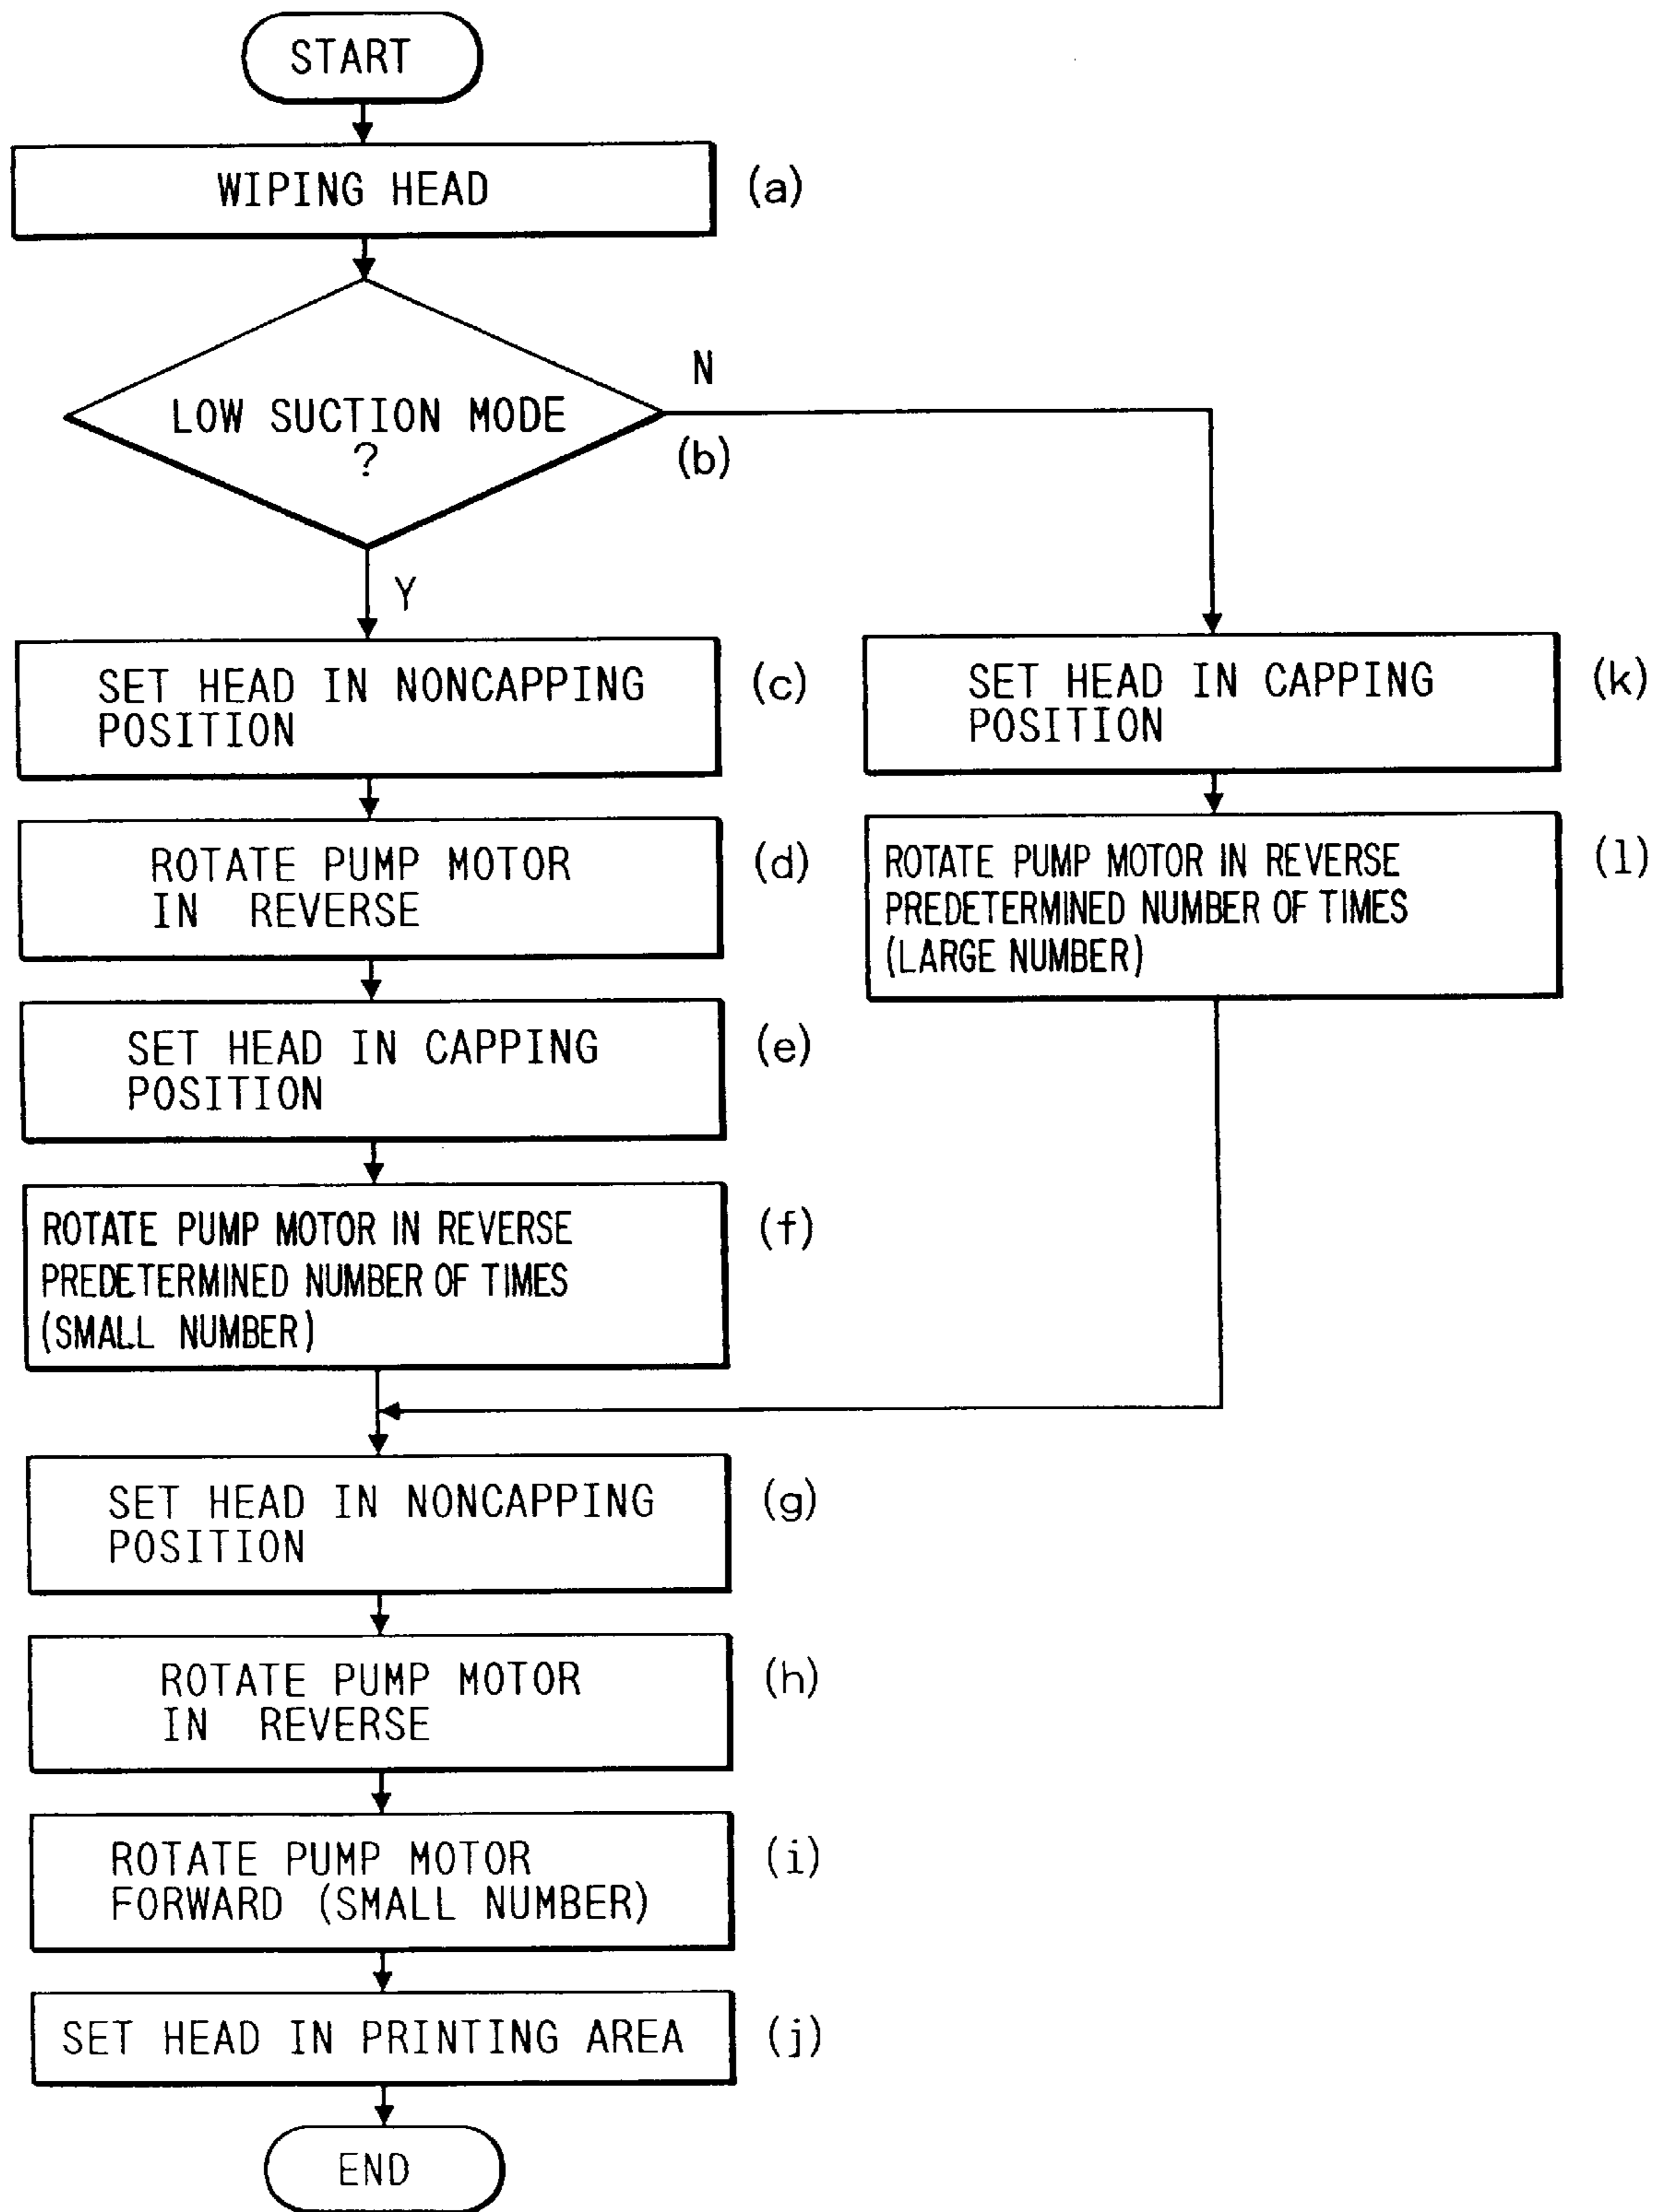 START
WIPING HEAD
(a)
LOW SUCTION MODE
?
N
(b)
Y
SET HEAD IN NONCAPPING
POSITION
(c)
ROTATE PUMP MOTOR
IN REVERSE
(d)
SET HEAD IN CAPPING
POSITION
(e)
ROTATE PUMP MOTOR IN REVERSE
PREDETERMINED NUMBER OF TIMES
(SMALL NUMBER)
(f)
SET HEAD IN CAPPING
POSITION
(k)
ROTATE PUMP MOTOR IN REVERSE
PREDETERMINED NUMBER OF TIMES
(LARGE NUMBER)
(l)
SET HEAD IN NONCAPPING
POSITION
(g)
ROTATE PUMP MOTOR
IN REVERSE
(h)
ROTATE PUMP MOTOR
FORWARD (SMALL NUMBER)
(i)
SET HEAD IN PRINTING AREA
(j)
END